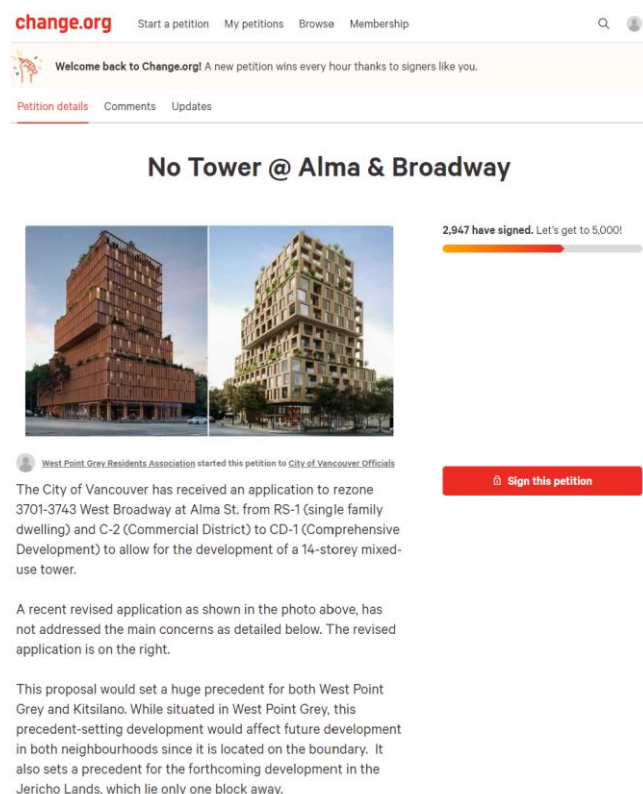 change.org
Start a petition My petitions Browse Membership
Welcome back to Change.org! A new petition wins every hour thanks to signers like you.
Petition details Comments Updates
No Tower @ Alma & Broadway
2,947 have signed. Let's get to 5,000!
West Point Grey Residents Association started this petition to City of Vancouver Officials
Sign this petition
The City of Vancouver has received an application to rezone
3701-3743 West Broadway at Alma St. from RS-1 (single family
dwelling) and C-2 (Commercial District) to CD-1 (Comprehensive
Development) to allow for the development of a 14-storey mixed-
use tower.
A recent revised application as shown in the photo above, has
not addressed the main concerns as detailed below. The revised
application is on the right.
This proposal would set a huge precedent for both West Point
Grey and Kitsilano. While situated in West Point Grey, this
precedent-setting development would affect future development
in both neighbourhoods since it is located on the boundary. It
also sets a precedent for the forthcoming development in the
Jericho Lands, which lie only one block away.